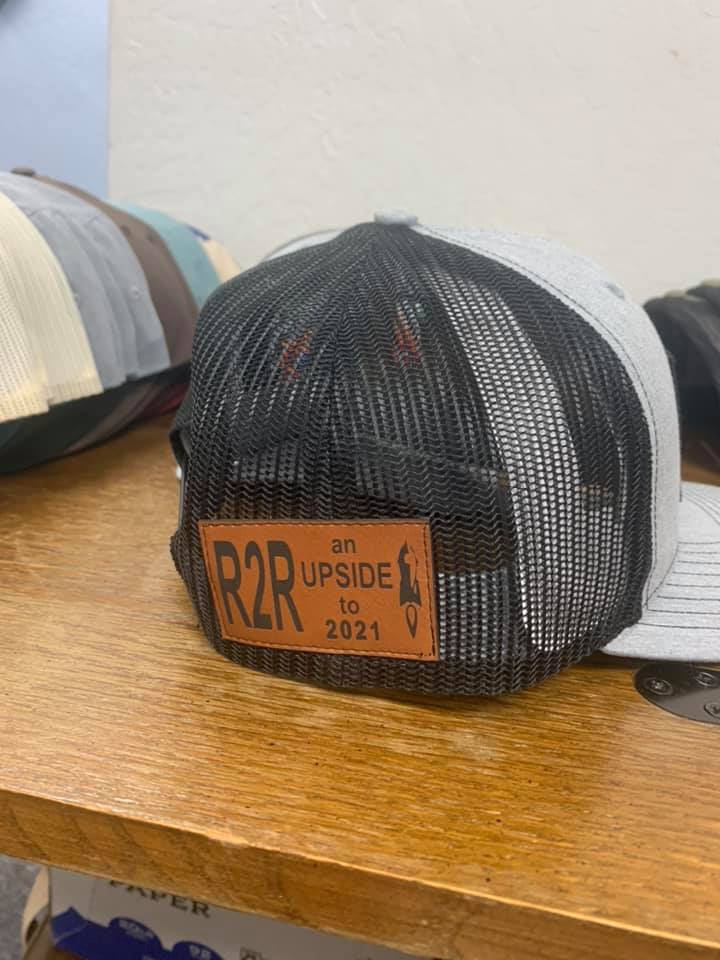 R2R
an
UPSIDE
to
2021
PAPER